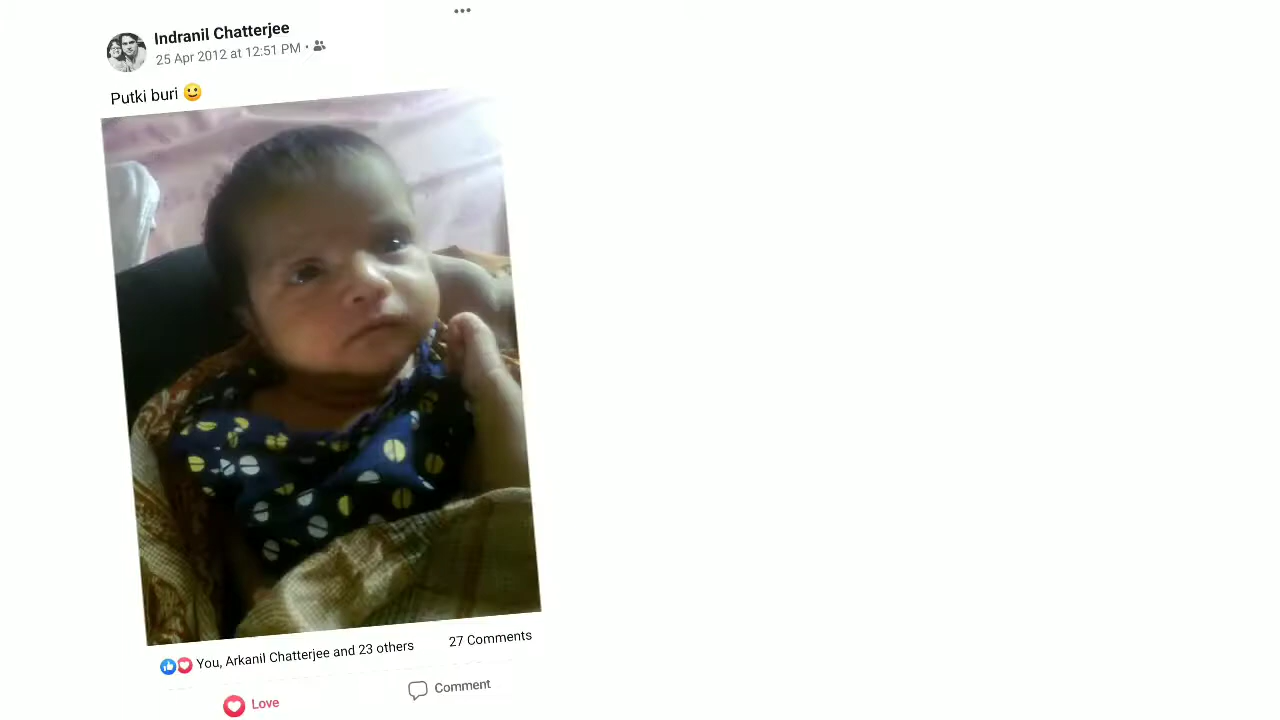 Indranil Chatterjee
25 Apr 2012 at 12:51 PM •
Putki buri 🙂
You, Arkanil Chatterjee and 23 others 27 Comments
Love Comment